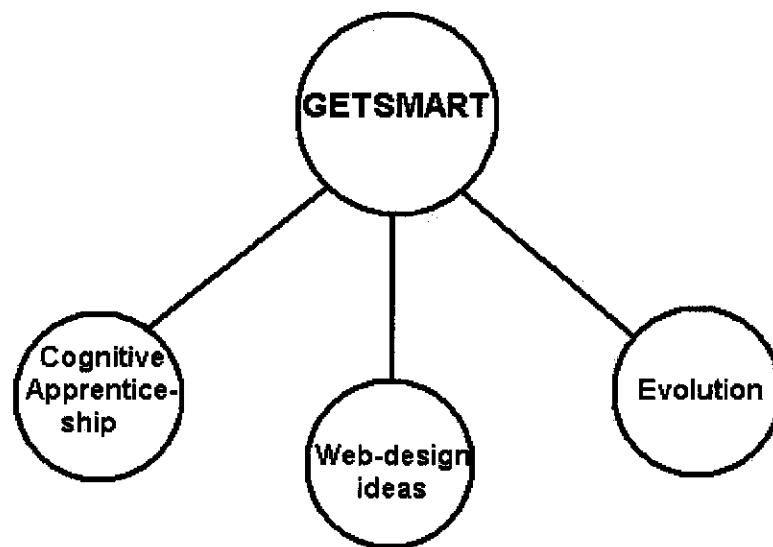 GETSMART
Cognitive
Apprentice-
ship
Web-design
ideas
Evolution